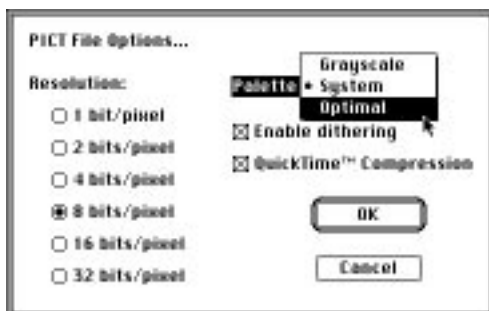 PICT File Options...
Resolution:
1 bit/pixel
2 bits/pixel
4 bits/pixel
8 bits/pixel
16 bits/pixel
32 bits/pixel
Palette
Grayscale
• System
Optimal
Enable dithering
QuickTime™ Compression
OK
Cancel